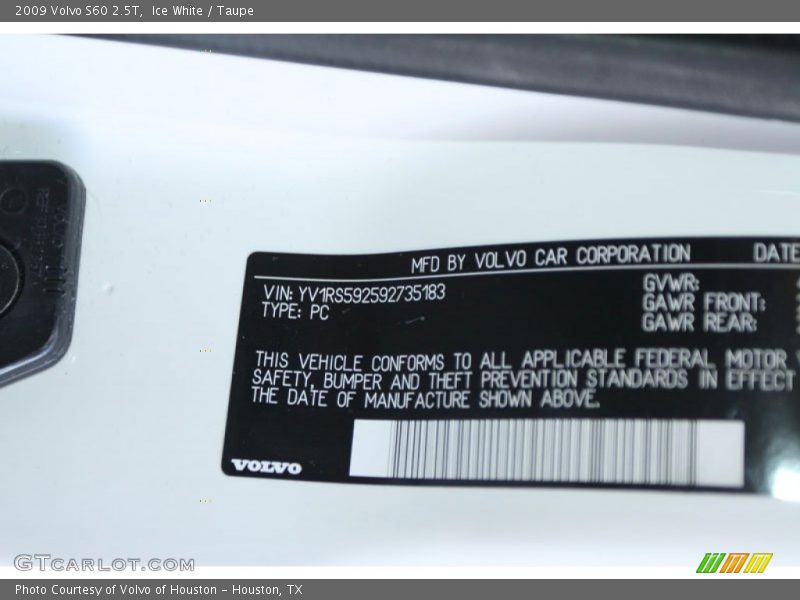 2009 Volvo S60 2.5T,  Ice White / Taupe
MFD BY VOLVO CAR CORPORATION DATE
VIN: YV1RS592592735183
TYPE: PC
GVWR:
GAWR FRONT:
GAWR REAR:
THIS VEHICLE CONFORMS TO ALL APPLICABLE FEDERAL MOTOR
SAFETY, BUMPER AND THEFT PREVENTION STANDARDS IN EFFECT
THE DATE OF MANUFACTURE SHOWN ABOVE.
VOLVO
GTCARLOT.COM
Photo Courtesy of Volvo of Houston - Houston, TX